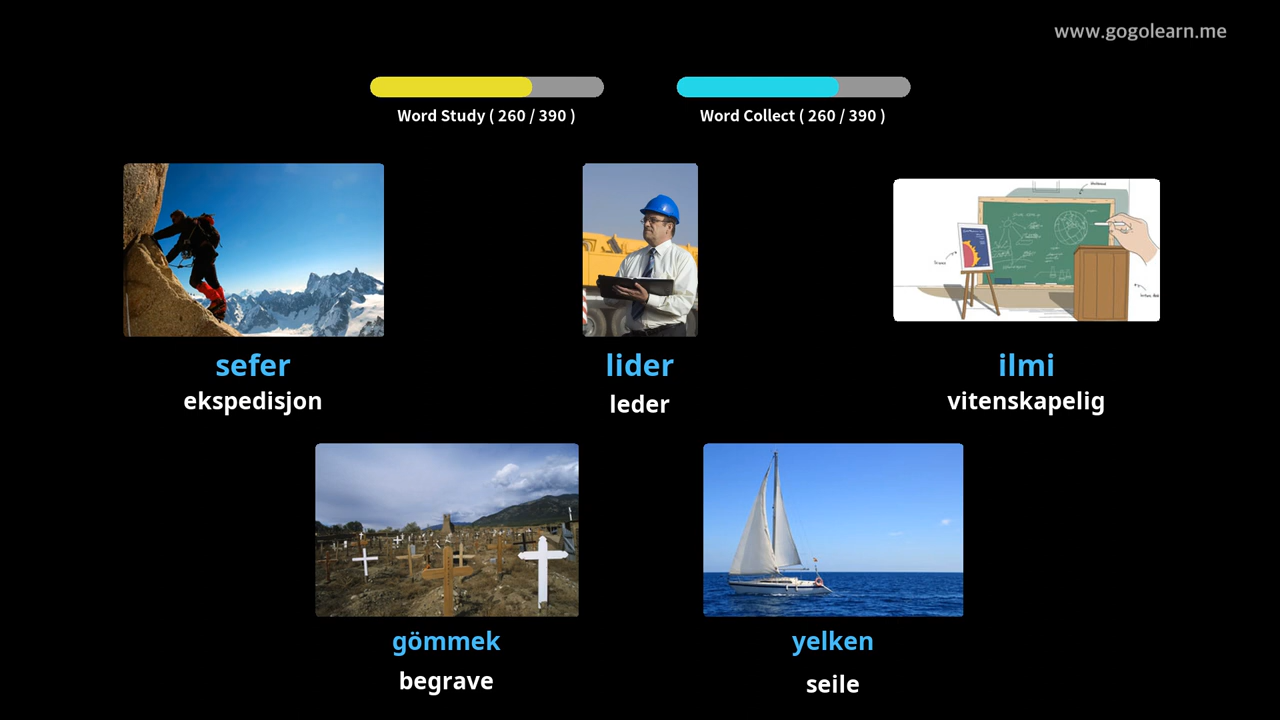 www.gogolearn.me
Word Study ( 260 / 390 )
Word Collect ( 260 / 390 )
sefer
ekspedisjon
lider
leder
ilmi
vitenskapelig
gömmek
begrave
yelken
seile